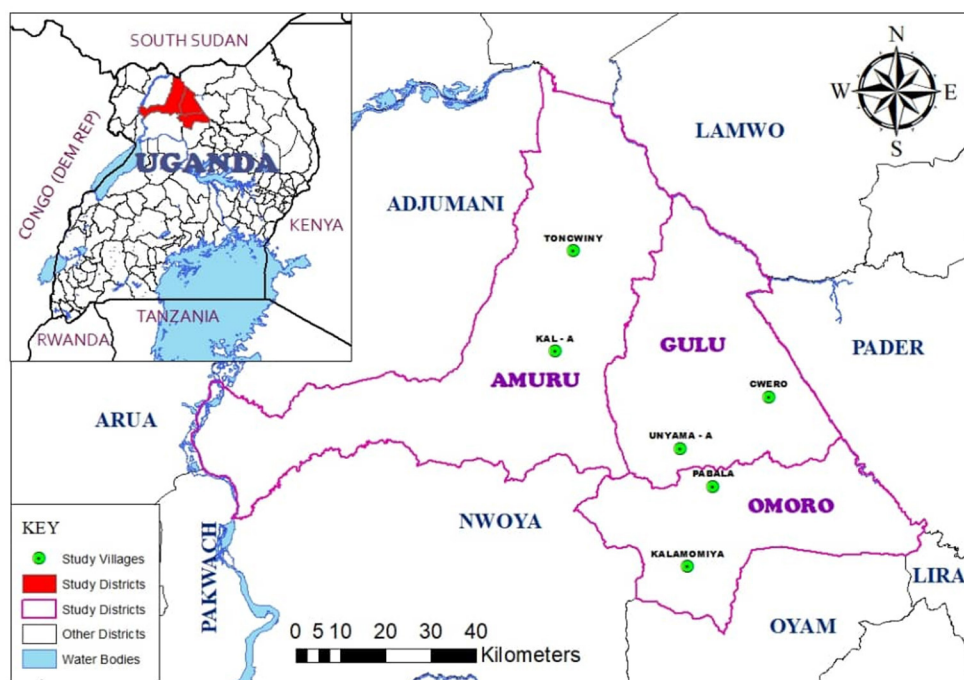 SOUTH SUDAN
CONGO (DEM REP)
UGANDA
KENYA
TANZANIA
RWANDA
N
W E
S
LAMWO
ADJUMANI
TONGWINY
KAL - A
GULU
AMURU
PADER
CWERO
ARUA
UNYAMA - A
PABALA
OMORO
NWOYA
KALAMOMIYA
LIRA
PAKWACH
OYAM
KEY
Study Villages
Study Districts
Study Districts
Other Districts
Water Bodies
0 5 10 20 30 40
Kilometers